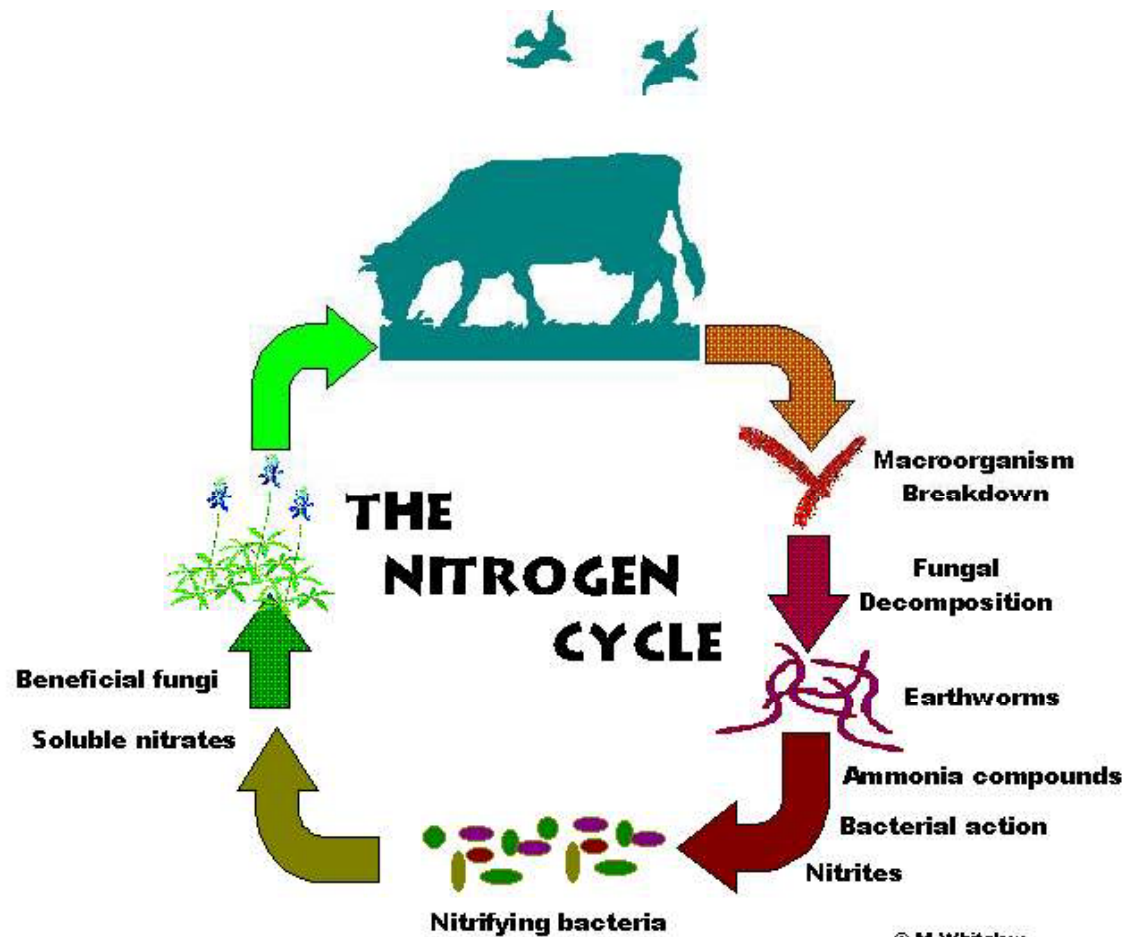 THE
NITROGEN
CYCLE
Macroorganism
Breakdown
Fungal
Decomposition
Earthworms
Ammonia compounds
Bacterial action
Nitrites
Nitrifying bacteria
Soluble nitrates
Beneficial fungi